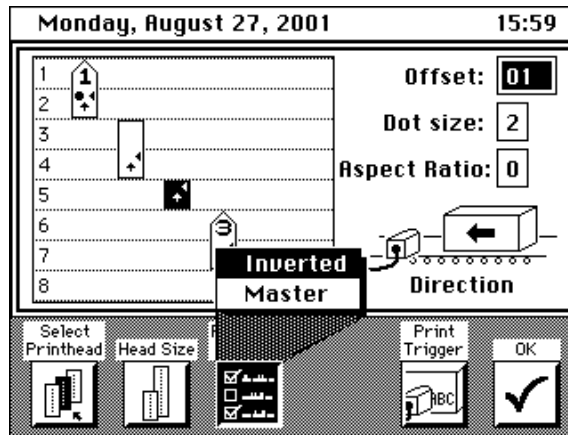 Monday, August 27, 2001 15:59
1
2
3
4
5
6
7
8
1
3
Offset: 01
Dot size: 2
Aspect Ratio: 0
Direction
Inverted
Master
Select Printhead
Head Size
Print Trigger
ABC
OK